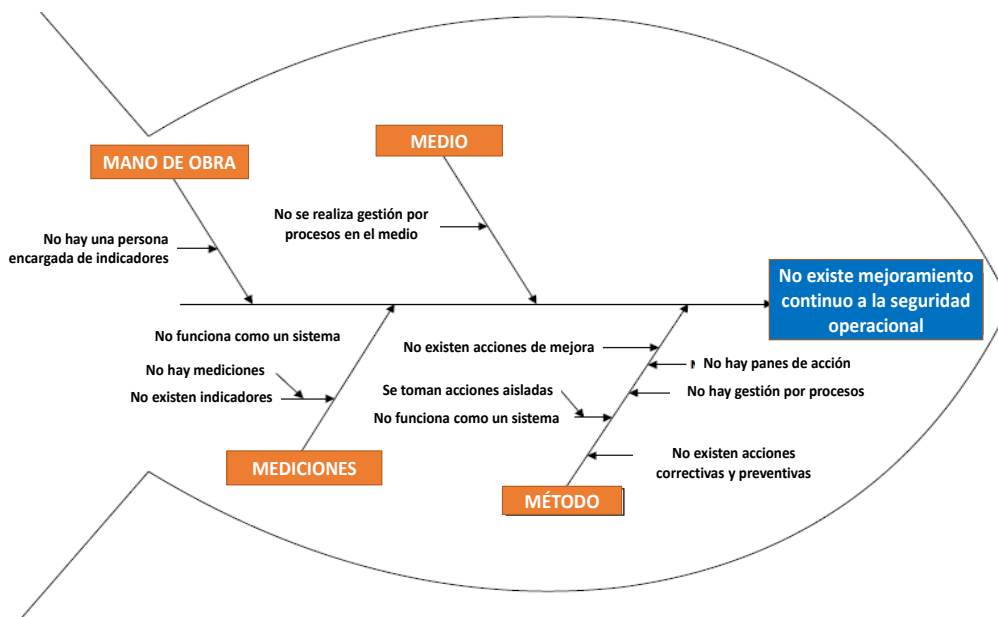 MANO DE OBRA
MEDIO
No hay una persona
encargada de indicadores
No se realiza gestión por
procesos en el medio
No existe mejoramiento
continuo a la seguridad
operacional
No funciona como un sistema
No hay mediciones
No existen indicadores
MEDICIONES
No existen acciones de mejora
No hay panes de acción
Se toman acciones aisladas
No hay gestión por procesos
No funciona como un sistema
No existen acciones
correctivas y preventivas
MÉTODO